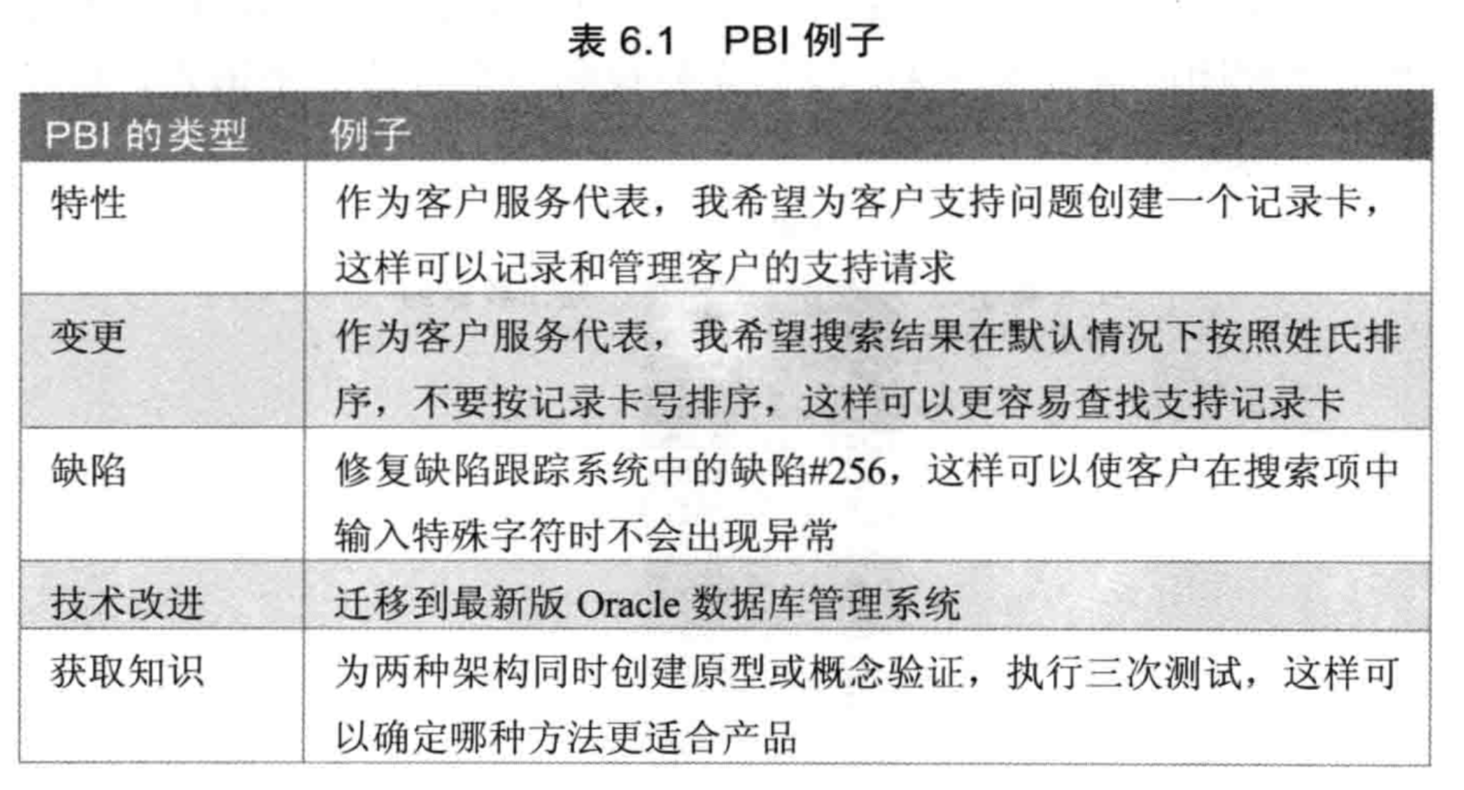 表 6.1 PBI 例子
PBI 的类型 例子
特性 作为客户服务代表，我希望为客户支持问题创建一个记录卡，
这样可以记录和管理客户的支持请求
变更 作为客户服务代表，我希望搜索结果在默认情况下按照姓氏排
序，不要按记录卡号排序，这样可以更容易查找支持记录卡
缺陷 修复缺陷跟踪系统中的缺陷#256，这样可以使客户在搜索项中
输入特殊字符时不会出现异常
技术改进 迁移到最新版 Oracle 数据库管理系统
获取知识 为两种架构同时创建原型或概念验证，执行三次测试，这样可
以确定哪种方法更适合产品